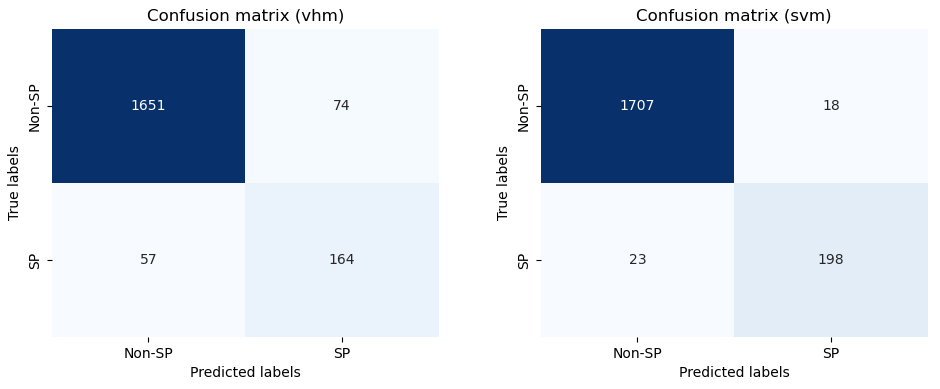 Confusion matrix (vhm)
True labels
Non-SP
1651
74
SP
57
164
Non-SP
SP
Predicted labels
Confusion matrix (svm)
True labels
Non-SP
1707
18
SP
23
198
Non-SP
SP
Predicted labels